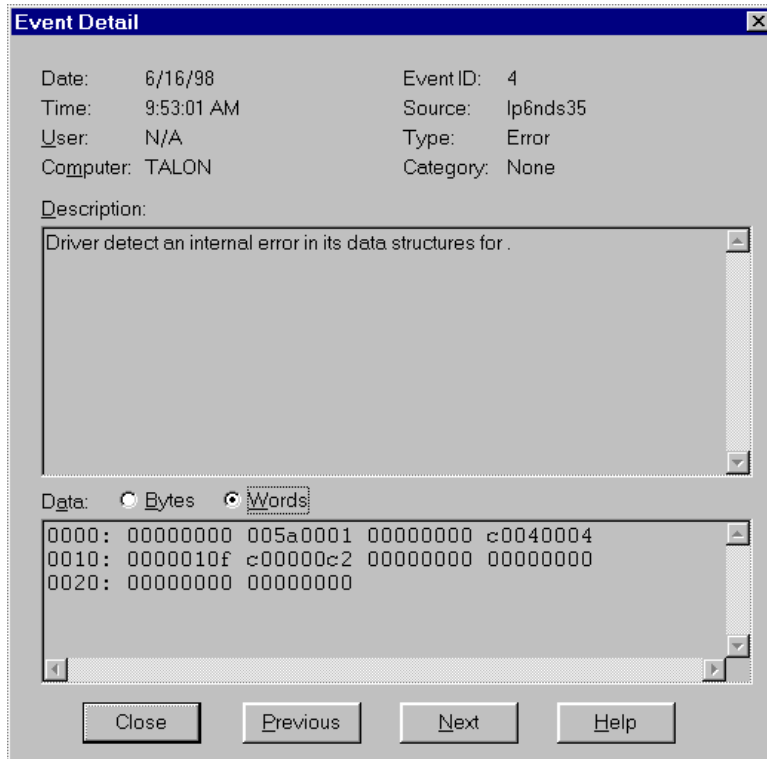 Event Detail
Date: 6/16/98 Event ID: 4
Time: 9:53:01 AM Source: lp6nds35
User: N/A Type: Error
Computer: TALON Category: None
Description:
Driver detect an internal error in its data structures for .
Data: Bytes Words
0000: 00000000 005a0001 00000000 c0040004
0010: 0000010f c00000c2 00000000 00000000
0020: 00000000 00000000
Close Previous Next Help